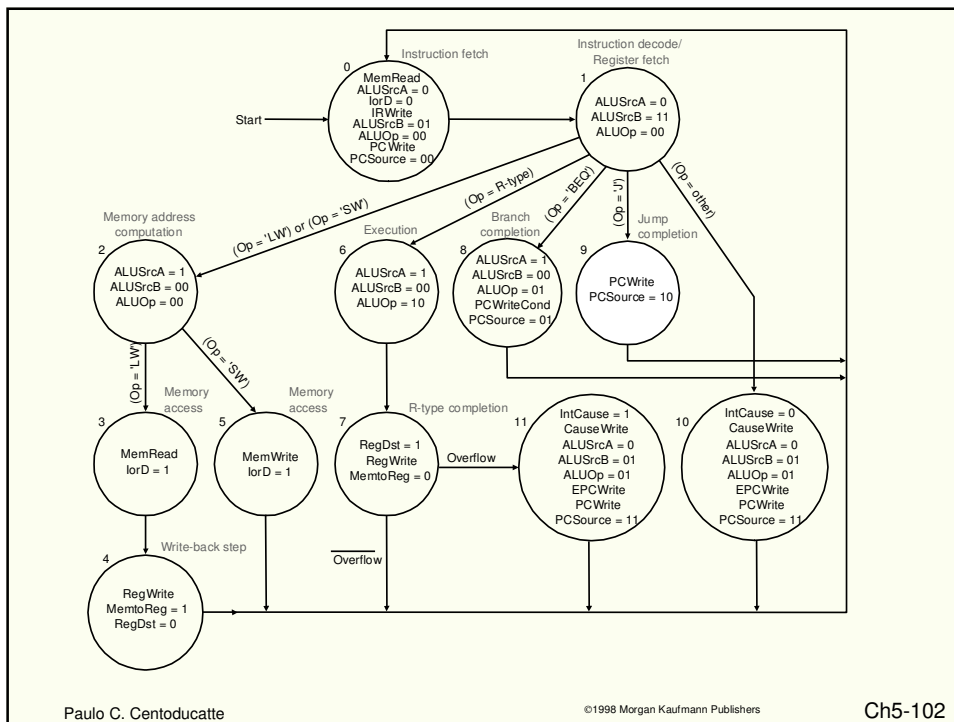 Instruction fetch
0
MemRead
ALUSrcA = 0
IorD = 0
IRWrite
ALUSrcB = 01
ALUOp = 00
PCWrite
PCSource = 00
Start
Instruction decode/
Register fetch
1
ALUSrcA = 0
ALUSrcB = 11
ALUOp = 00
(Op = 'LW') or (Op = 'SW')
(Op = R-type)
(Op = 'BEQ')
(Op = 'J')
(Op = other)
Memory address
computation
2
ALUSrcA = 1
ALUSrcB = 00
ALUOp = 00
Execution
6
ALUSrcA = 1
ALUSrcB = 00
ALUOp = 10
Branch
completion
8
ALUSrcA = 1
ALUSrcB = 00
ALUOp = 01
PCWriteCond
PCSource = 01
Jump
completion
9
PCWrite
PCSource = 10
(Op = 'LW')
(Op = 'SW')
Memory
access
3
MemRead
IorD = 1
Memory
access
5
MemWrite
IorD = 1
R-type completion
7
RegDst = 1
RegWrite
MemtoReg = 0
Overflow
Overflow
11
IntCause = 1
CauseWrite
ALUSrcA = 0
ALUSrcB = 01
ALUOp = 01
EPCWrite
PCWrite
PCSource = 11
10
IntCause = 0
CauseWrite
ALUSrcA = 0
ALUSrcB = 01
ALUOp = 01
EPCWrite
PCWrite
PCSource = 11
Write-back step
4
RegWrite
MemtoReg = 1
RegDst = 0
Paulo C. Centoducatte
©1998 Morgan Kaufmann Publishers
Ch5-102